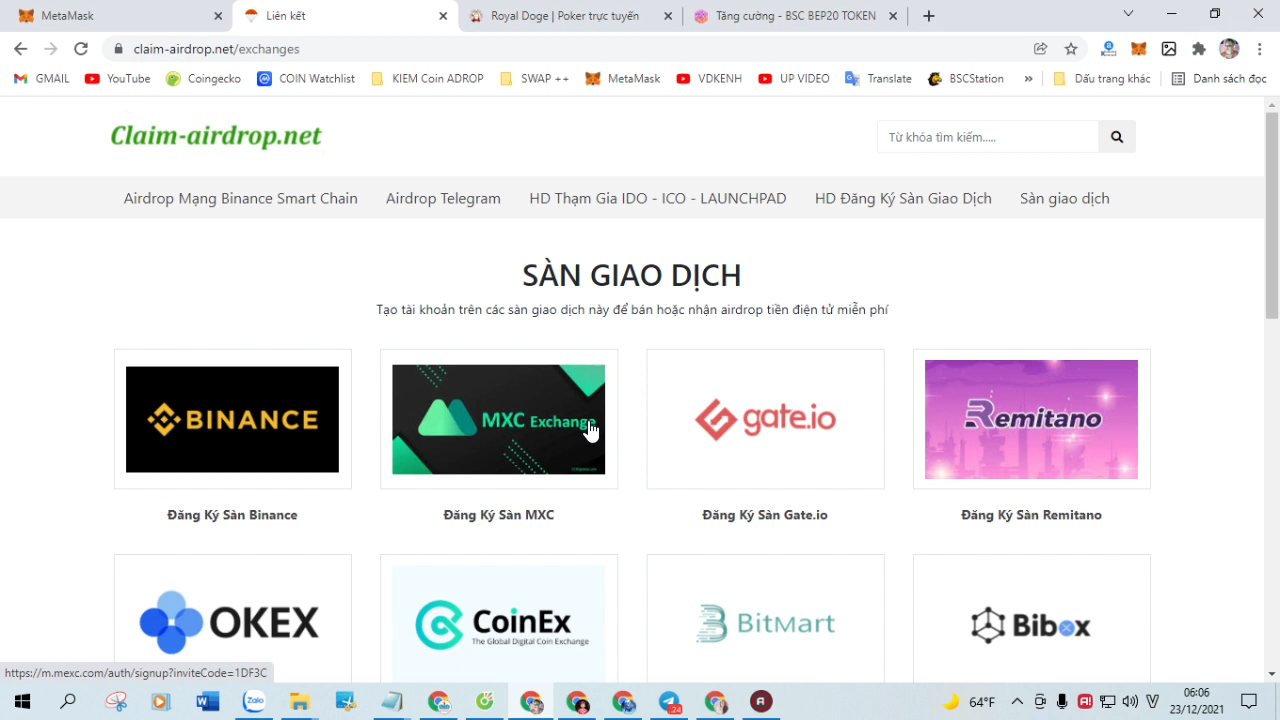 MetaMask
Liên kết
Royal Doge | Poker trực tuyến
Tăng cường - BSC BEP20 TOKEN
claim-airdrop.net/exchanges
GMAIL
YouTube
Coingecko
COIN Watchlist
KIEM Coin ADROP
SWAP ++
MetaMask
VDKENH
UP VIDEO
Translate
BSCStation
»
Dấu trang khác
Danh sách đọc
Claim-airdrop.net
Từ khóa tìm kiếm.....
Airdrop Mạng Binance Smart Chain
Airdrop Telegram
HD Thạm Gia IDO - ICO - LAUNCHPAD
HD Đăng Ký Sàn Giao Dịch
Sàn giao dịch
SÀN GIAO DỊCH
Tạo tài khoản trên các sàn giao dịch này để bán hoặc nhận airdrop tiền điện tử miễn phí
BINANCE
MXC Exchange
gate.io
Remitano
Đăng Ký Sàn Binance
Đăng Ký Sàn MXC
Đăng Ký Sàn Gate.io
Đăng Ký Sàn Remitano
OKEX
CoinEx
The Global Digital Coin Exchange
BitMart
Bibox
https://m.mexc.com/auth/signup?inviteCode=1DF3C
Zalo
24
64°F
06:06
23/12/2021